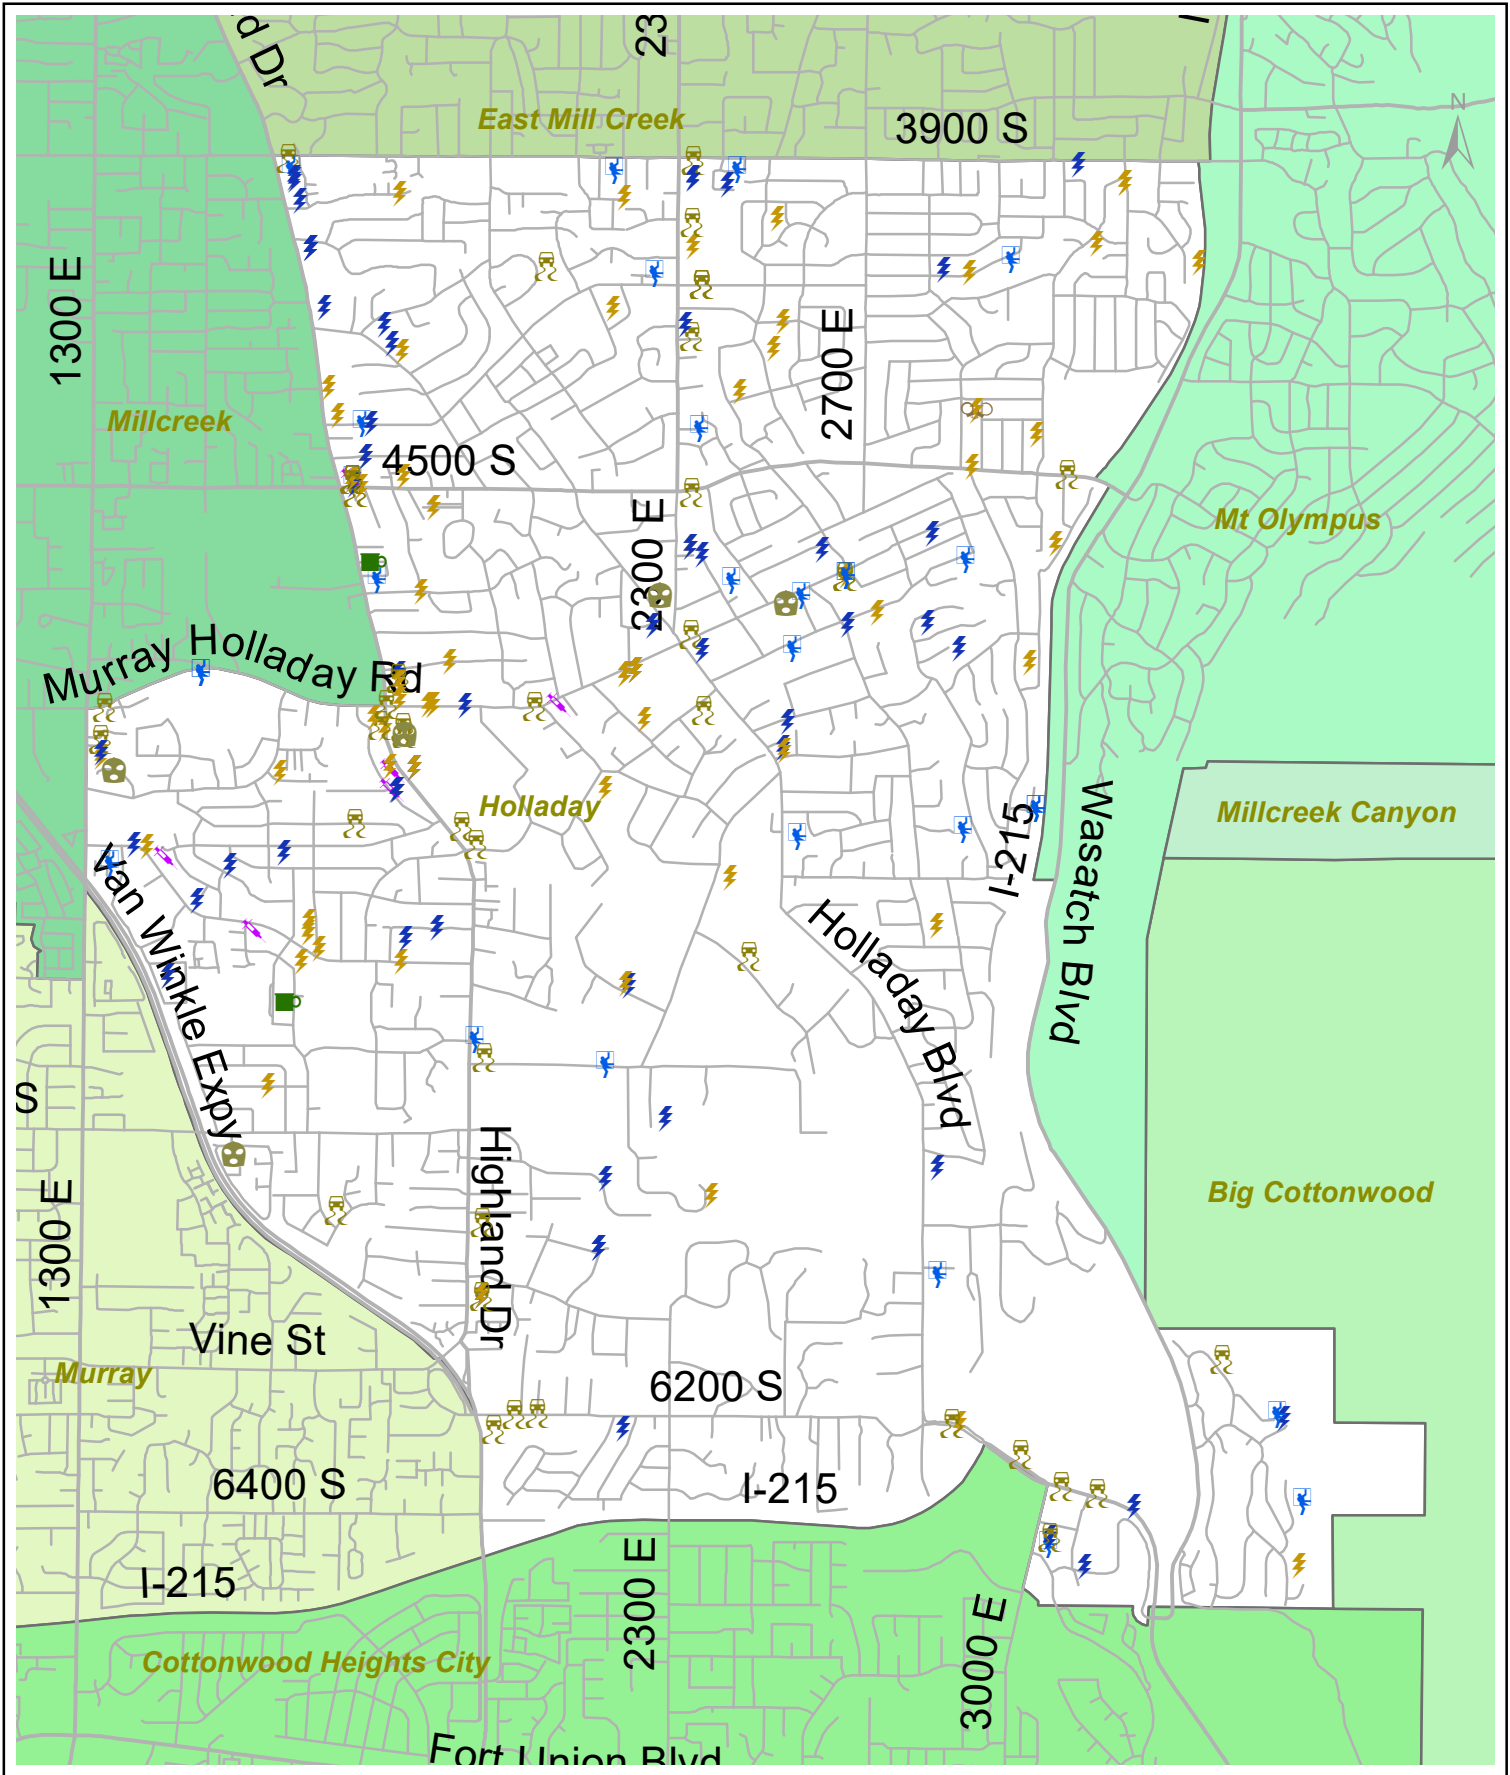 d Dr
23
East Mill Creek
3900 S
N
1300 E
2700 E
Millcreek
4500 S
2300 E
Mt Olympus
Murray Holladay Rd
Holladay
Millcreek Canyon
I-215
Wasatch Blvd
Van Winkle Expy
Holladay Blvd
S
Highland Dr
1300 E
Big Cottonwood
Vine St
Murray
6200 S
6400 S
I-215
I-215
2300 E
3000 E
Cottonwood Heights City
Fort Union Blvd